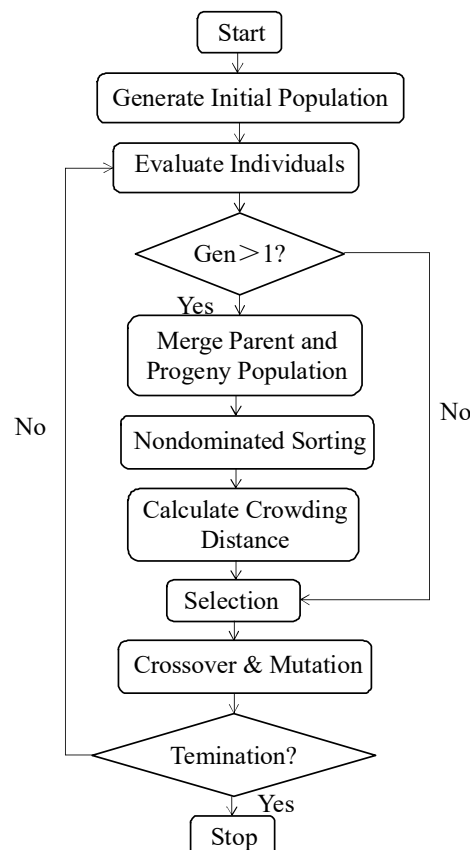 Start
Generate Initial Population
Evaluate Individuals
Gen＞1?
Yes
Merge Parent and
Progeny Population
No
No
Nondominated Sorting
Calculate Crowding
Distance
Selection
Crossover & Mutation
Temination?
Yes
Stop